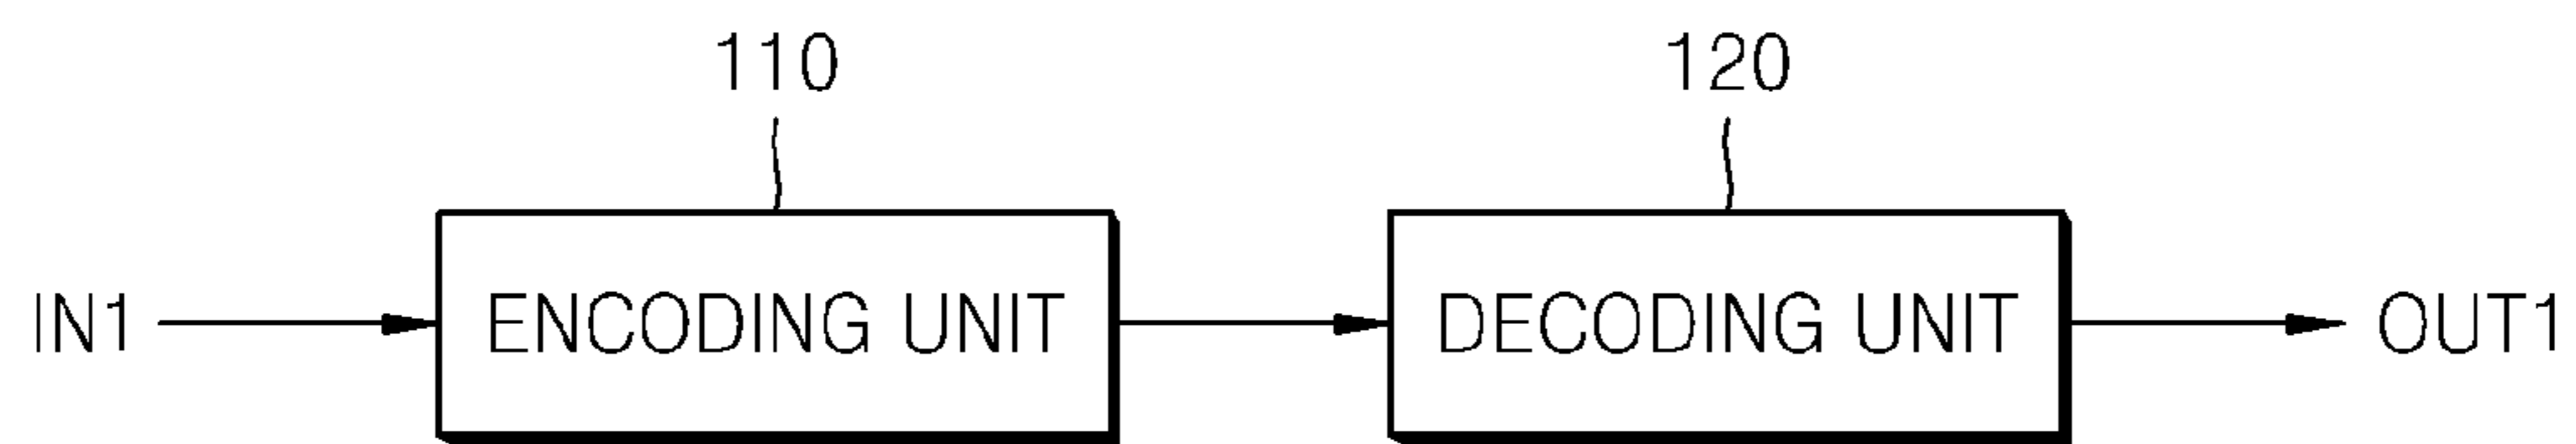 110 120
IN1 ENCODING UNIT DECODING UNIT OUT1